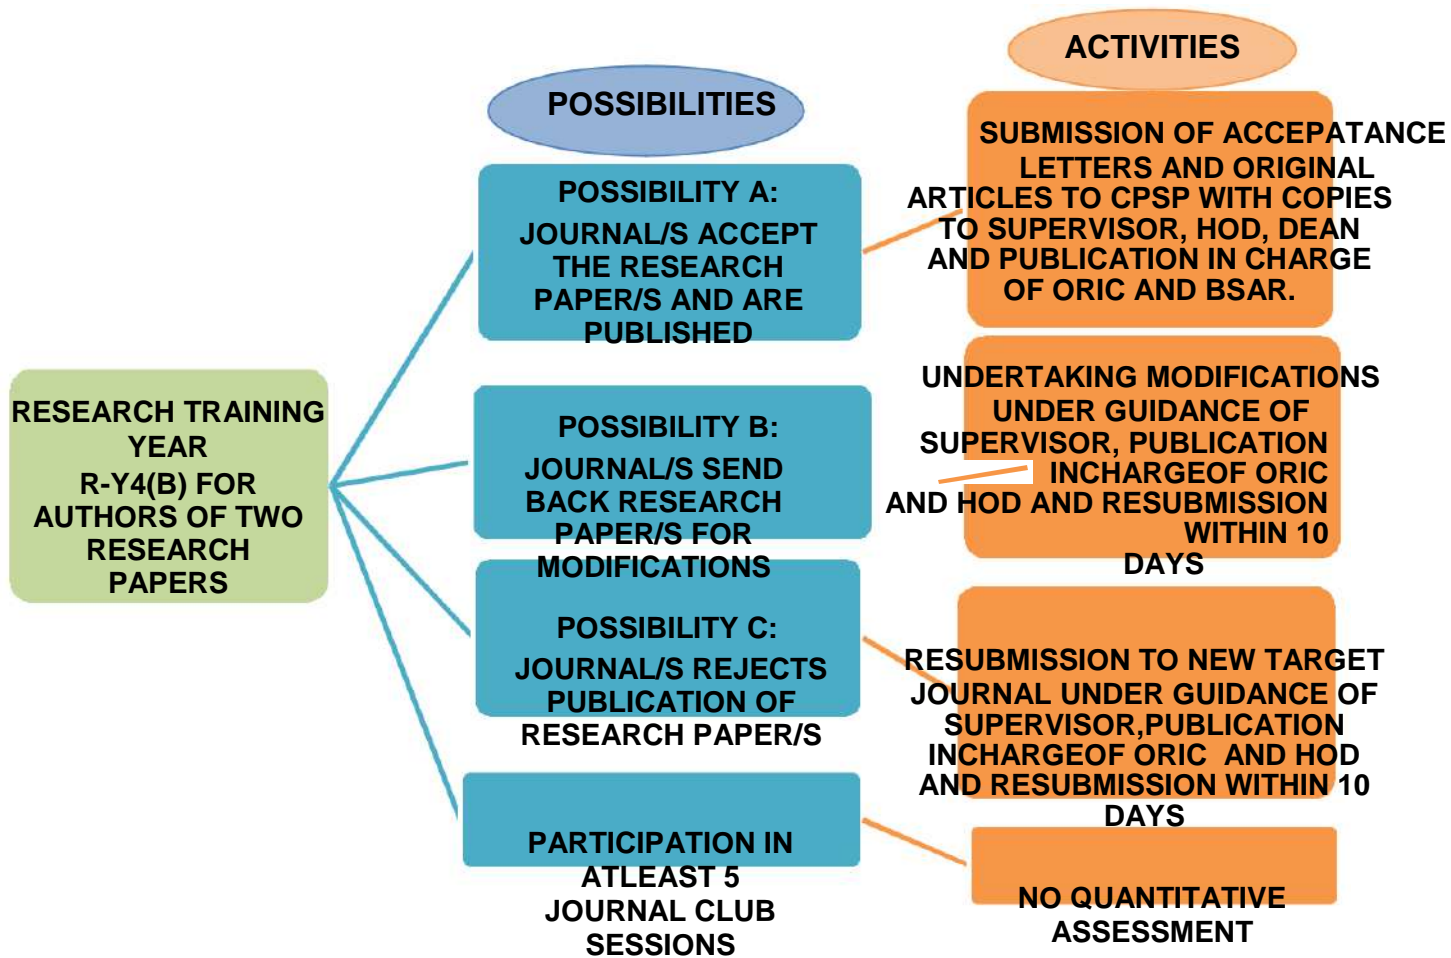 RESEARCH TRAINING
YEAR
R-Y4(B) FOR
AUTHORS OF TWO
RESEARCH
PAPERS
POSSIBILITIES
POSSIBILITY A:
JOURNAL/S ACCEPT
THE RESEARCH
PAPER/S AND ARE
PUBLISHED
POSSIBILITY B:
JOURNAL/S SEND
BACK RESEARCH
PAPER/S FOR
MODIFICATIONS
POSSIBILITY C:
JOURNAL/S REJECTS
PUBLICATION OF
RESEARCH PAPER/S
PARTICIPATION IN
ATLEAST 5
JOURNAL CLUB
SESSIONS
ACTIVITIES
SUBMISSION OF ACCEPATANCE
LETTERS AND ORIGINAL
ARTICLES TO CPSP WITH COPIES
TO SUPERVISOR, HOD, DEAN
AND PUBLICATION IN CHARGE
OF ORIC AND BSAR.
UNDERTAKING MODIFICATIONS
UNDER GUIDANCE OF
SUPERVISOR, PUBLICATION
INCHARGEOF ORIC
AND HOD AND RESUBMISSION
WITHIN 10
DAYS
RESUBMISSION TO NEW TARGET
JOURNAL UNDER GUIDANCE OF
SUPERVISOR,PUBLICATION
INCHARGEOF ORIC  AND HOD
AND RESUBMISSION WITHIN 10
DAYS
NO QUANTITATIVE
ASSESSMENT